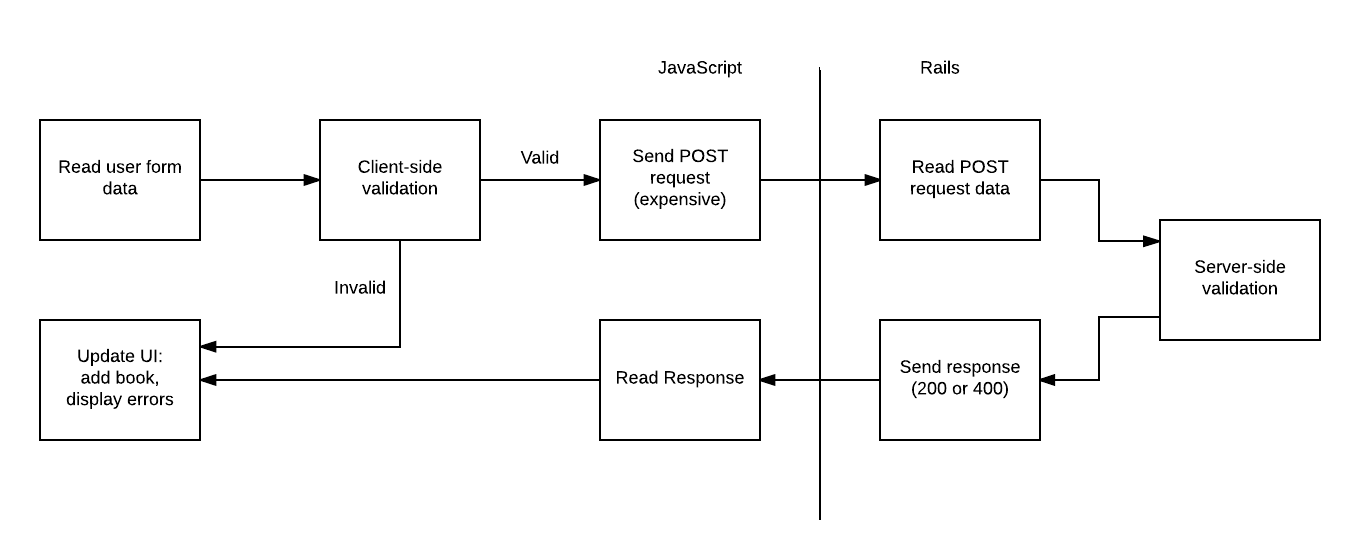 JavaScript
Rails
Read user form
data
Client-side
validation
Valid
Send POST
request
(expensive)
Read POST
request data
Server-side
validation
Invalid
Update UI:
add book,
display errors
Read Response
Send response
(200 or 400)